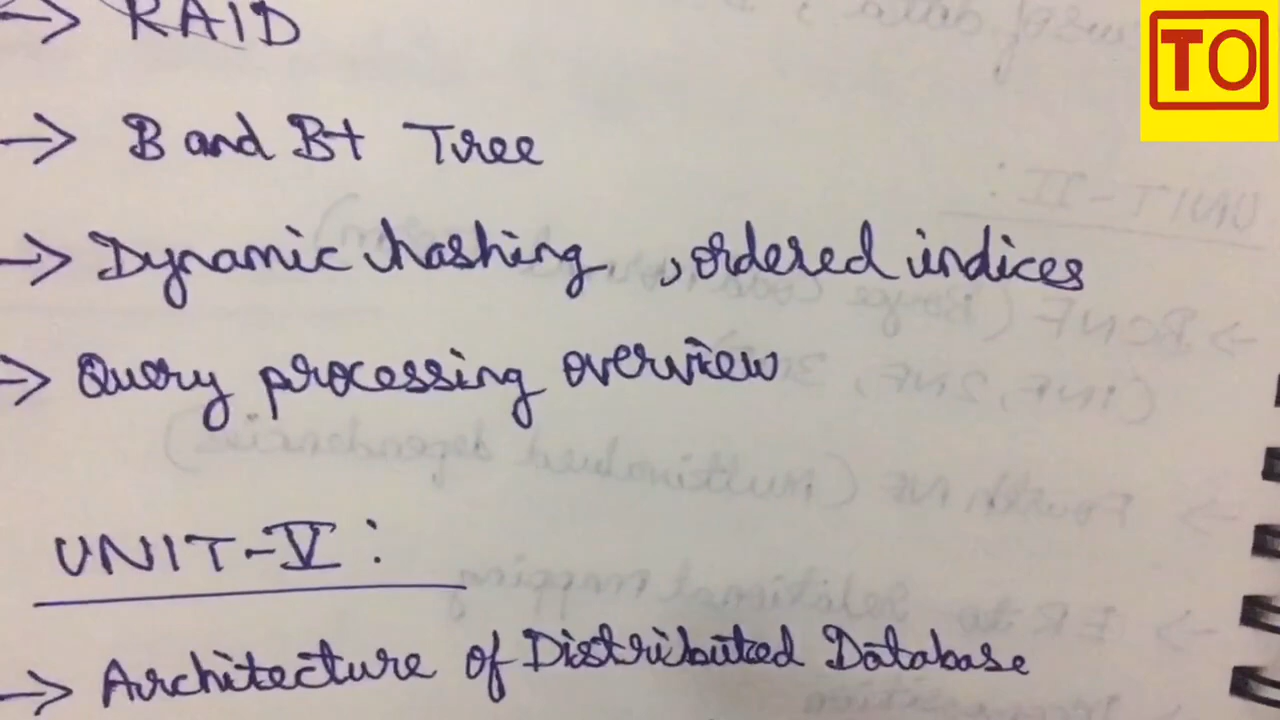 → RAID
TO
→ B and B+ Tree
→ Dynamic hashing, ordered indices
→ Query processing overview
UNIT-V:
→ Architecture of Distributed Database